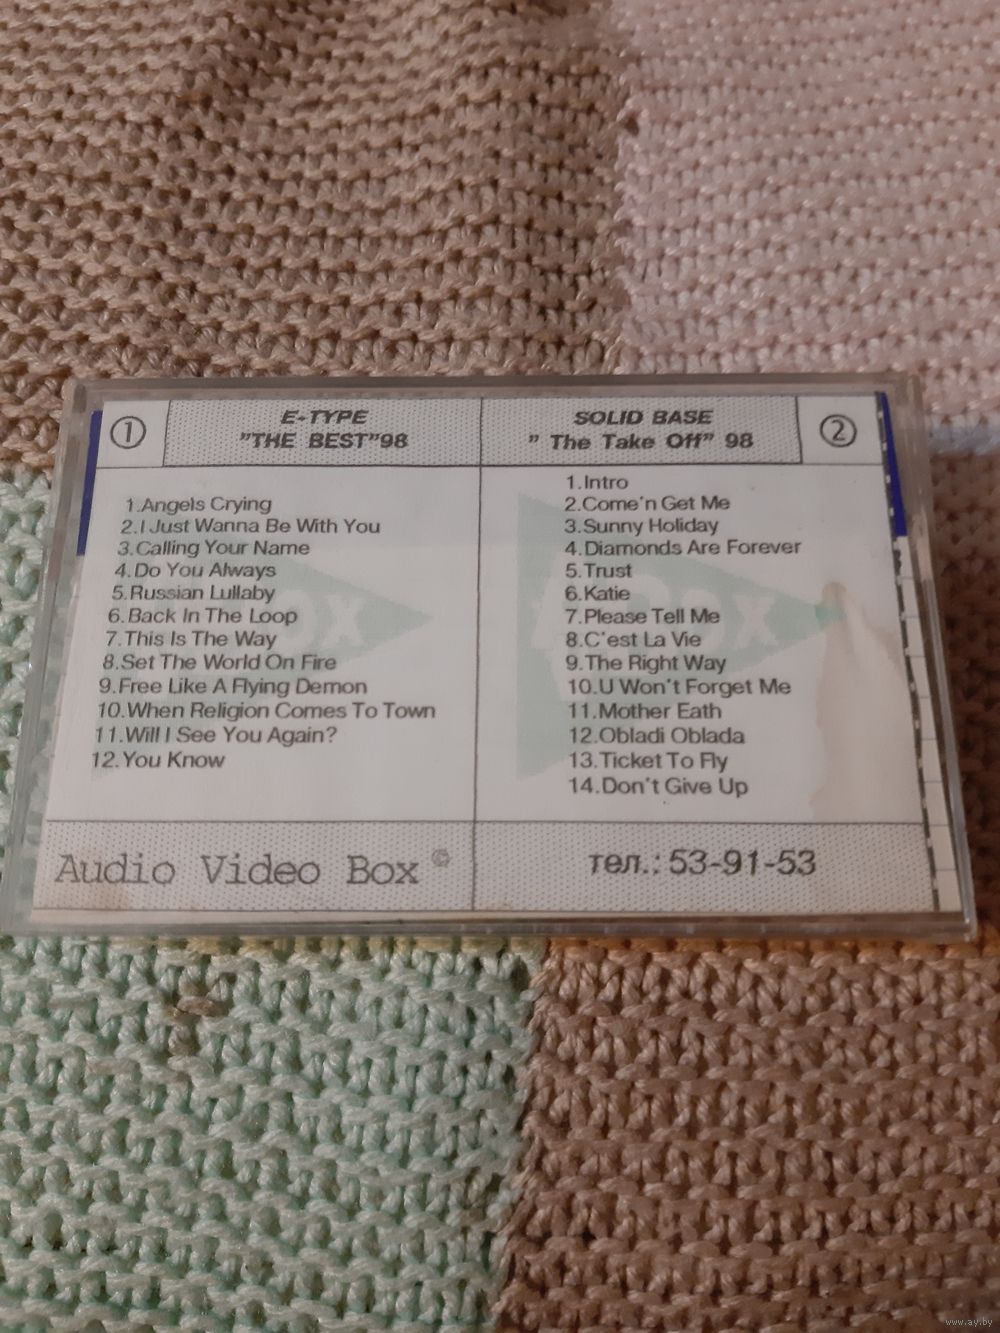 ①
E-TYPE
"THE BEST"98
1.Angels Crying
2.I Just Wanna Be With You
3.Calling Your Name
4.Do You Always
5.Russian Lullaby
6.Back In The Loop
7.This Is The Way
8.Set The World On Fire
9.Free Like A Flying Demon
10.When Religion Comes To Town
11.Will I See You Again?
12.You Know
SOLID BASE
" The Take Off" 98
②
1.Intro
2.Come'n Get Me
3.Sunny Holiday
4.Diamonds Are Forever
5.Trust
6.Katie
7.Please Tell Me
8.C'est La Vie
9.The Right Way
10.U Won't Forget Me
11.Mother Eath
12.Obladi Oblada
13.Ticket To Fly
14.Don't Give Up
Audio Video Box ©
тел.: 53-91-53
www.ay.by